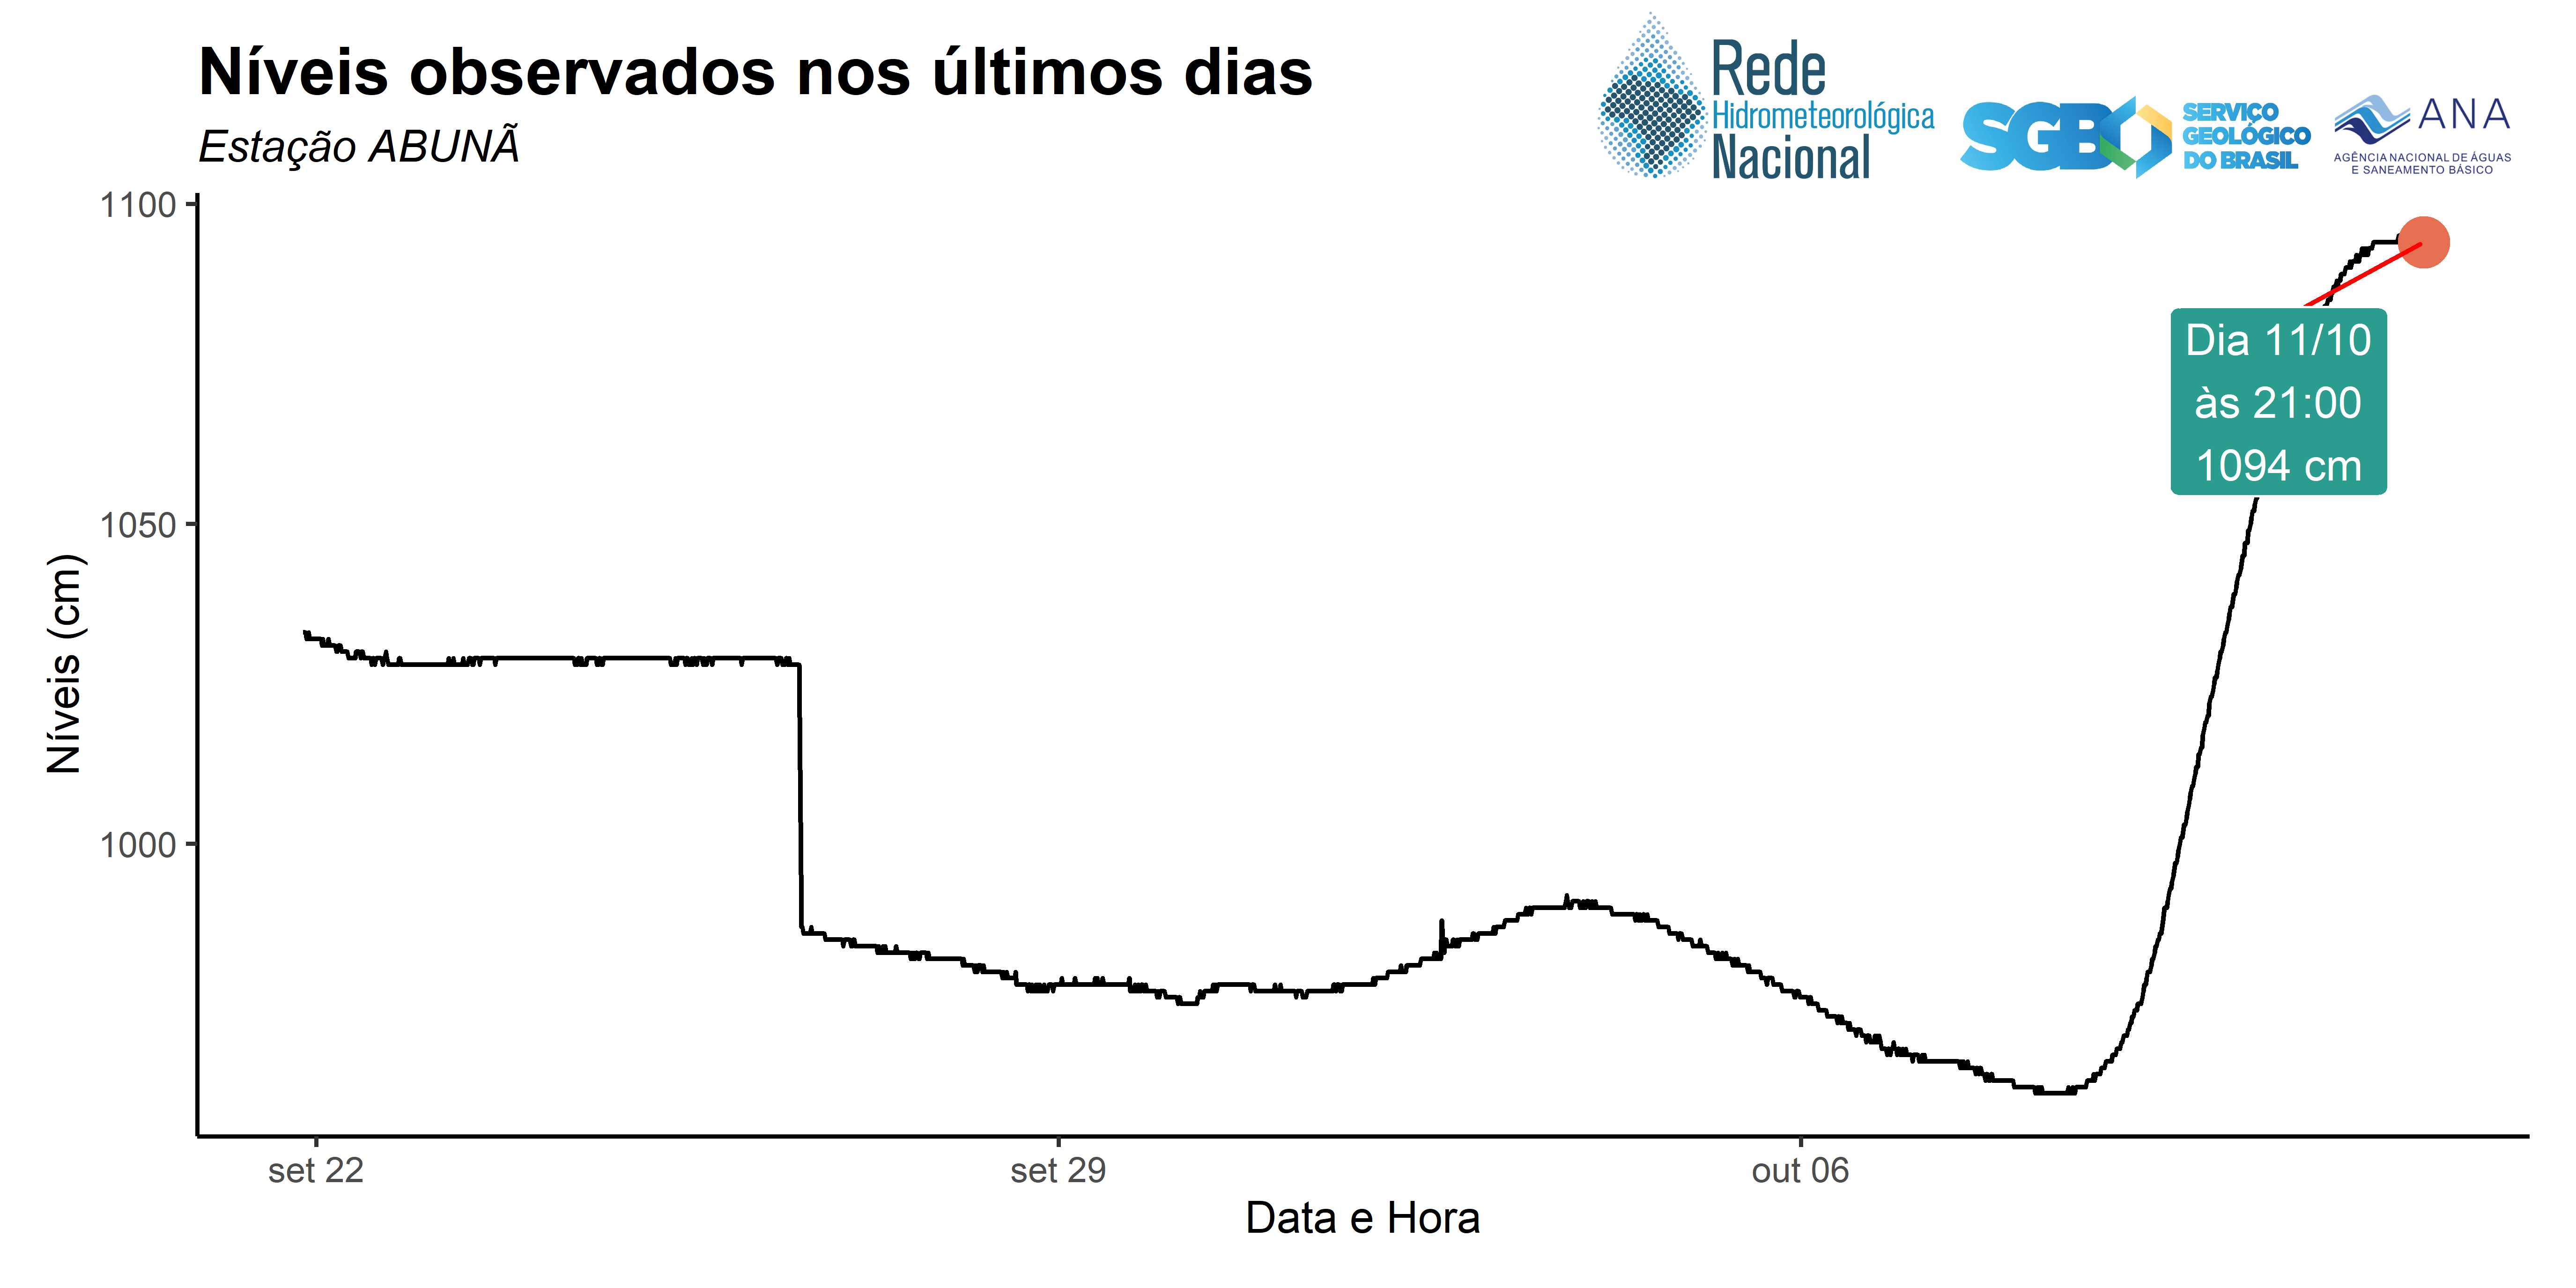 Níveis observados nos últimos dias
Estação ABUNÃ
Rede
Hidrometeorológica
Nacional
SGB
SERVIÇO
GEOLÓGICO
DO BRASIL
ANA
AGÊNCIA NACIONAL DE ÁGUAS
E SANEAMENTO BÁSICO
1100
1050
1000
Níveis (cm)
Dia 11/10
às 21:00
1094 cm
set 22
set 29
out 06
Data e Hora